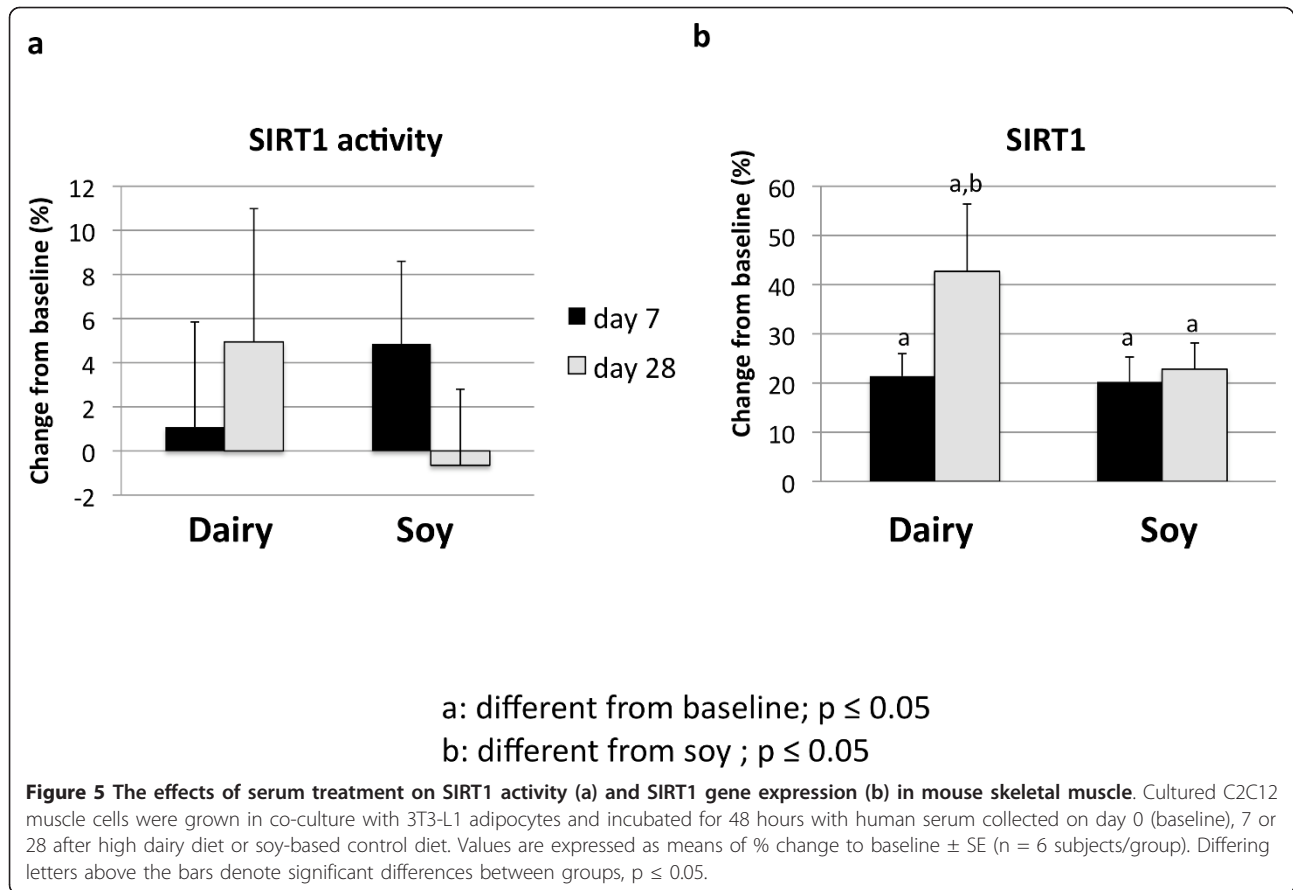 a
SIRT1 activity
Change from baseline (%)
12
10
8
6
4
2
0
-2
Dairy Soy
day 7
day 28
b
SIRT1
Change from baseline (%)
60
50
40
30
20
10
0
a
a,b
a
a
Dairy Soy
a: different from baseline; p ≤ 0.05
b: different from soy ; p ≤ 0.05
Figure 5 The effects of serum treatment on SIRT1 activity (a) and SIRT1 gene expression (b) in mouse skeletal muscle. Cultured C2C12
muscle cells were grown in co-culture with 3T3-L1 adipocytes and incubated for 48 hours with human serum collected on day 0 (baseline), 7 or
28 after high dairy diet or soy-based control diet. Values are expressed as means of % change to baseline ± SE (n = 6 subjects/group). Differing
letters above the bars denote significant differences between groups, p ≤ 0.05.